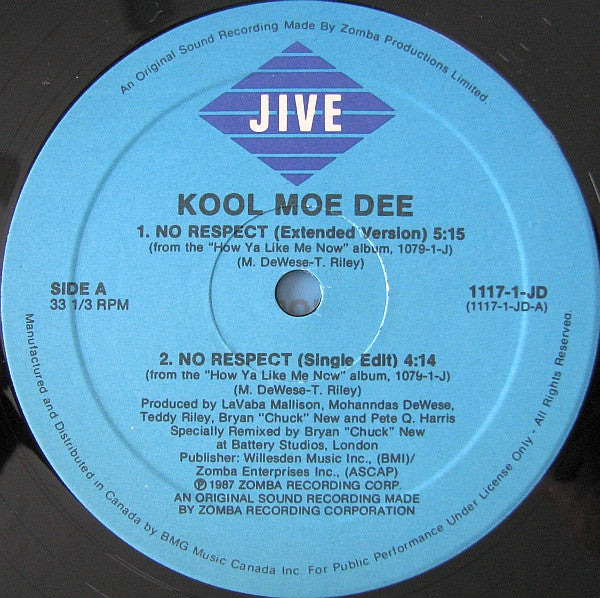 An Original Sound Recording Made By Zomba Productions Limited.
JIVE
KOOL MOE DEE
1. NO RESPECT (Extended Version) 5:15
(from the "How Ya Like Me Now" album, 1079-1-J)
(M. DeWese-T. Riley)
SIDE A
33 1/3 RPM
1117-1-JD
(1117-1-JD-A)
2. NO RESPECT (Single Edit) 4:14
(from the "How Ya Like Me Now" album, 1079-1-J)
(M. DeWese-T. Riley)
Produced by LaVaba Mallison, Mohanndas DeWese,
Teddy Riley, Bryan "Chuck" New and Pete Q. Harris
Specially Remixed by Bryan "Chuck" New
at Battery Studios, London
Publisher: Willesden Music Inc., (BMI)/
Zomba Enterprises Inc., (ASCAP)
℗ 1987 ZOMBA RECORDING CORP.
AN ORIGINAL SOUND RECORDING MADE
BY ZOMBA RECORDING CORPORATION
Manufactured and Distributed in Canada by BMG Music Canada Inc. For Public Performance Under License Only - All Rights Reserved.